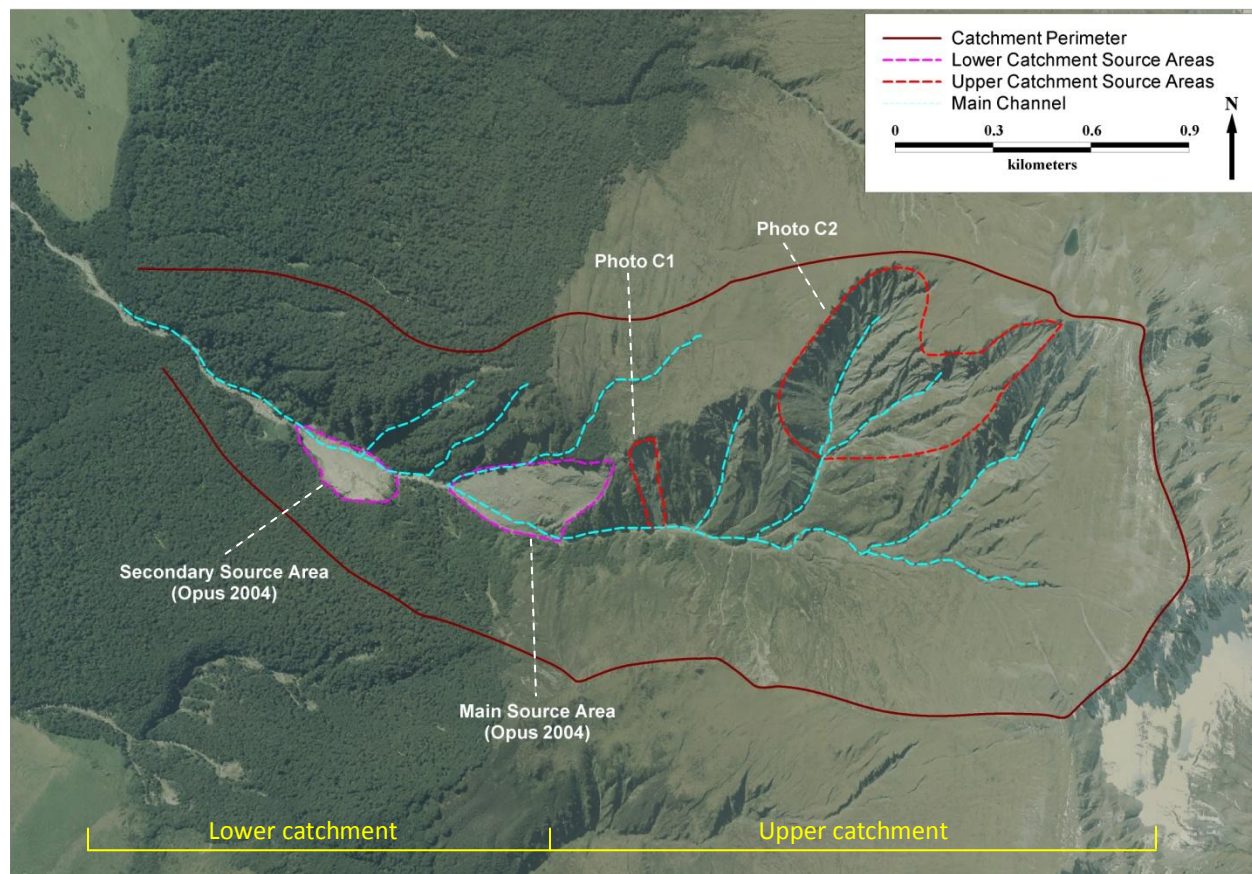 Catchment Perimeter
Lower Catchment Source Areas
Upper Catchment Source Areas
Main Channel
N
0 0.3 0.6 0.9
kilometers
Photo C2
Photo C1
Secondary Source Area
(Opus 2004)
Main Source Area
(Opus 2004)
Lower catchment
Upper catchment